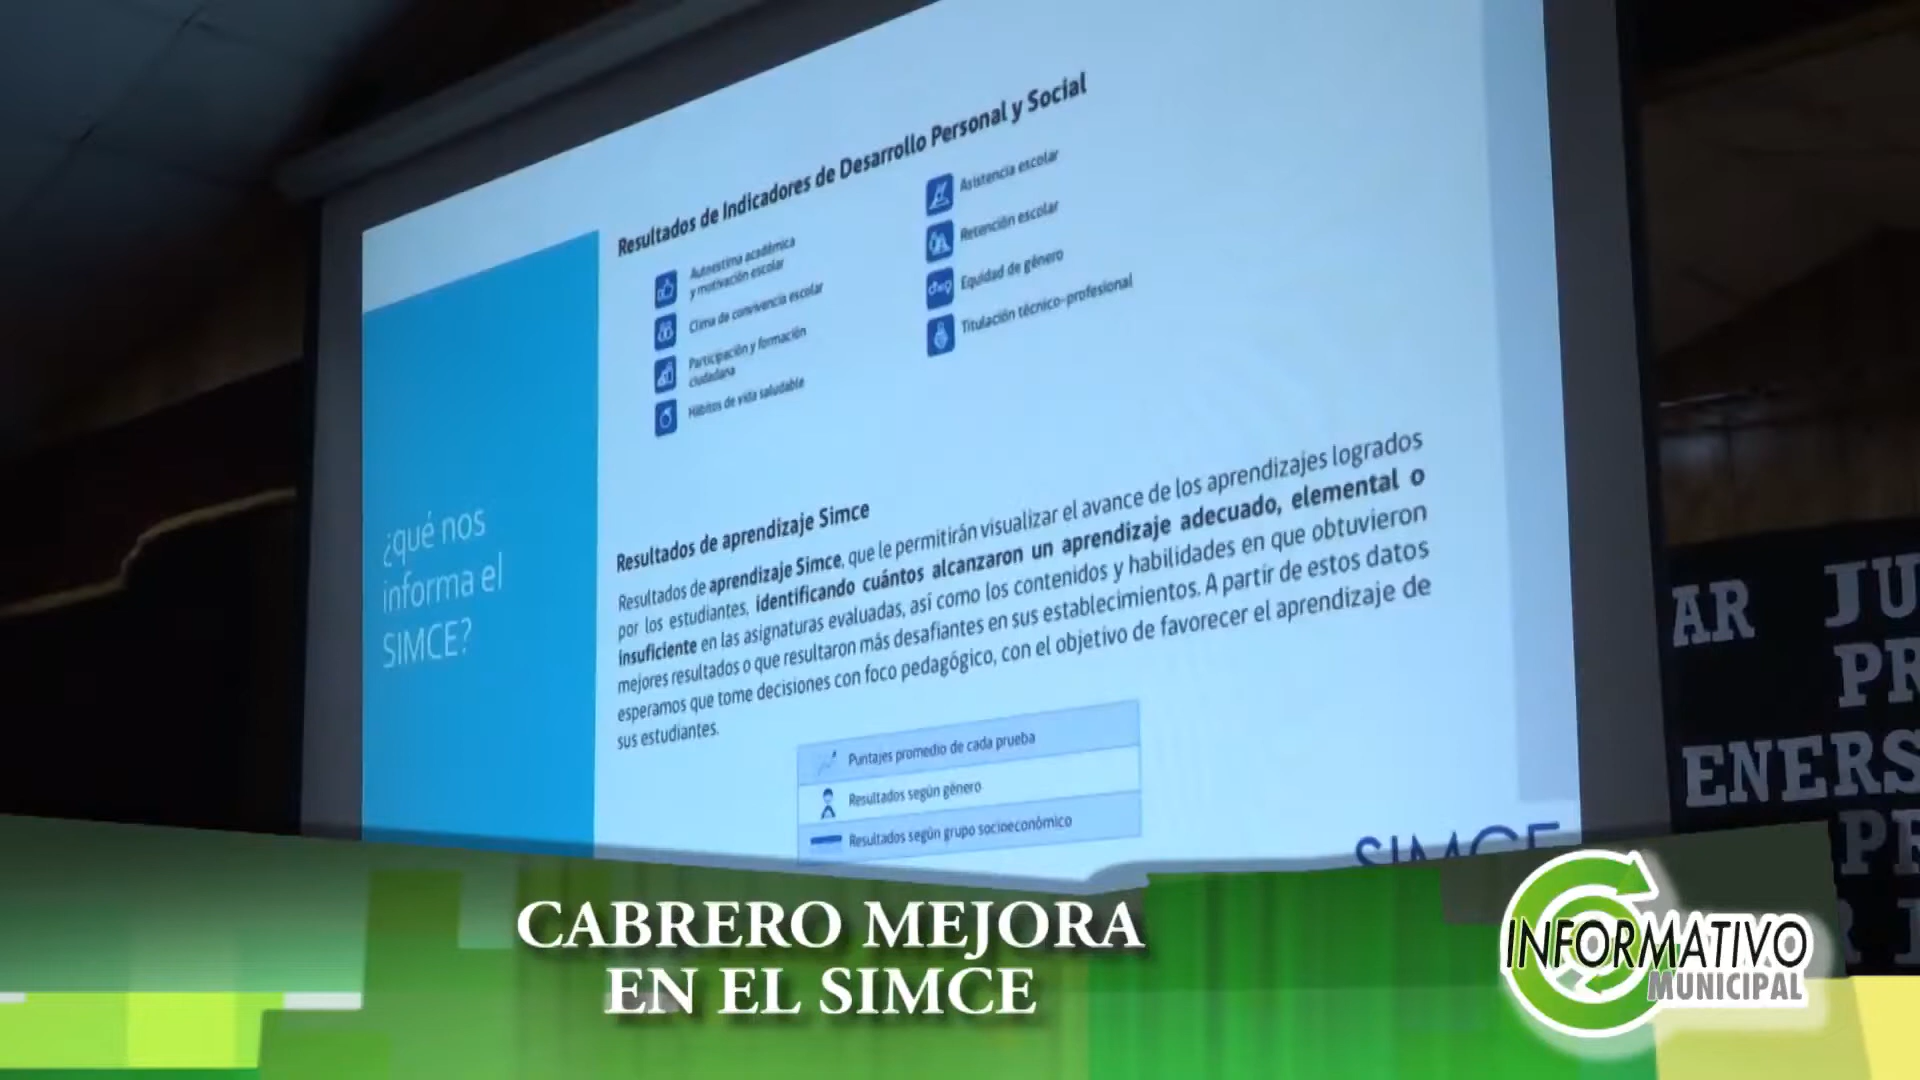 Resultados de Indicadores de Desarrollo Personal y Social
Autoestima académica
y motivación escolar
Clima de convivencia escolar
Participación y formación
ciudadana
Hábitos de vida saludable
Asistencia escolar
Retención escolar
Equidad de género
Titulación técnico-profesional
¿qué nos
informa el
SIMCE?
Resultados de aprendizaje Simce
Resultados de aprendizaje Simce, que le permitirán visualizar el avance de los aprendizajes logrados
por los estudiantes, identificando cuántos alcanzaron un aprendizaje adecuado, elemental o
insuficiente en las asignaturas evaluadas, así como los contenidos y habilidades en que obtuvieron
mejores resultados o que resultaron más desafiantes en sus establecimientos. A partir de estos datos
esperamos que tome decisiones con foco pedagógico, con el objetivo de favorecer el aprendizaje de
sus estudiantes.
Puntajes promedio de cada prueba
Resultados según género
Resultados según grupo socioeconómico
SIMCE
AR JU
PR
ENERS
PR
CABRERO MEJORA
EN EL SIMCE
INFORMATIVO
MUNICIPAL